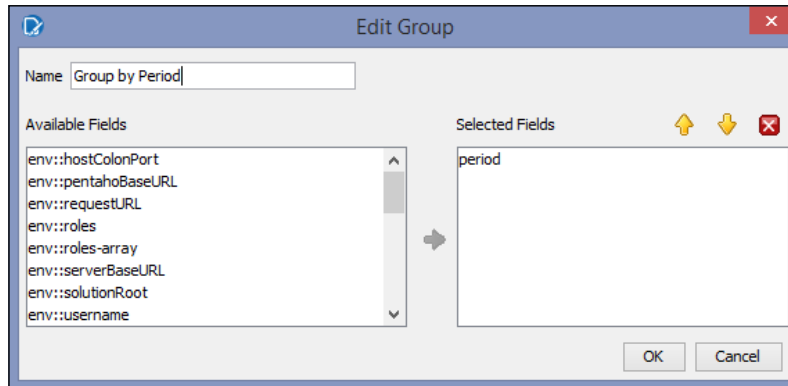 Edit Group
Name Group by Period
Available Fields
Selected Fields
env::hostColonPort
env::pentahoBaseURL
env::requestURL
env::roles
env::roles-array
env::serverBaseURL
env::solutionRoot
env::username
period
OK
Cancel